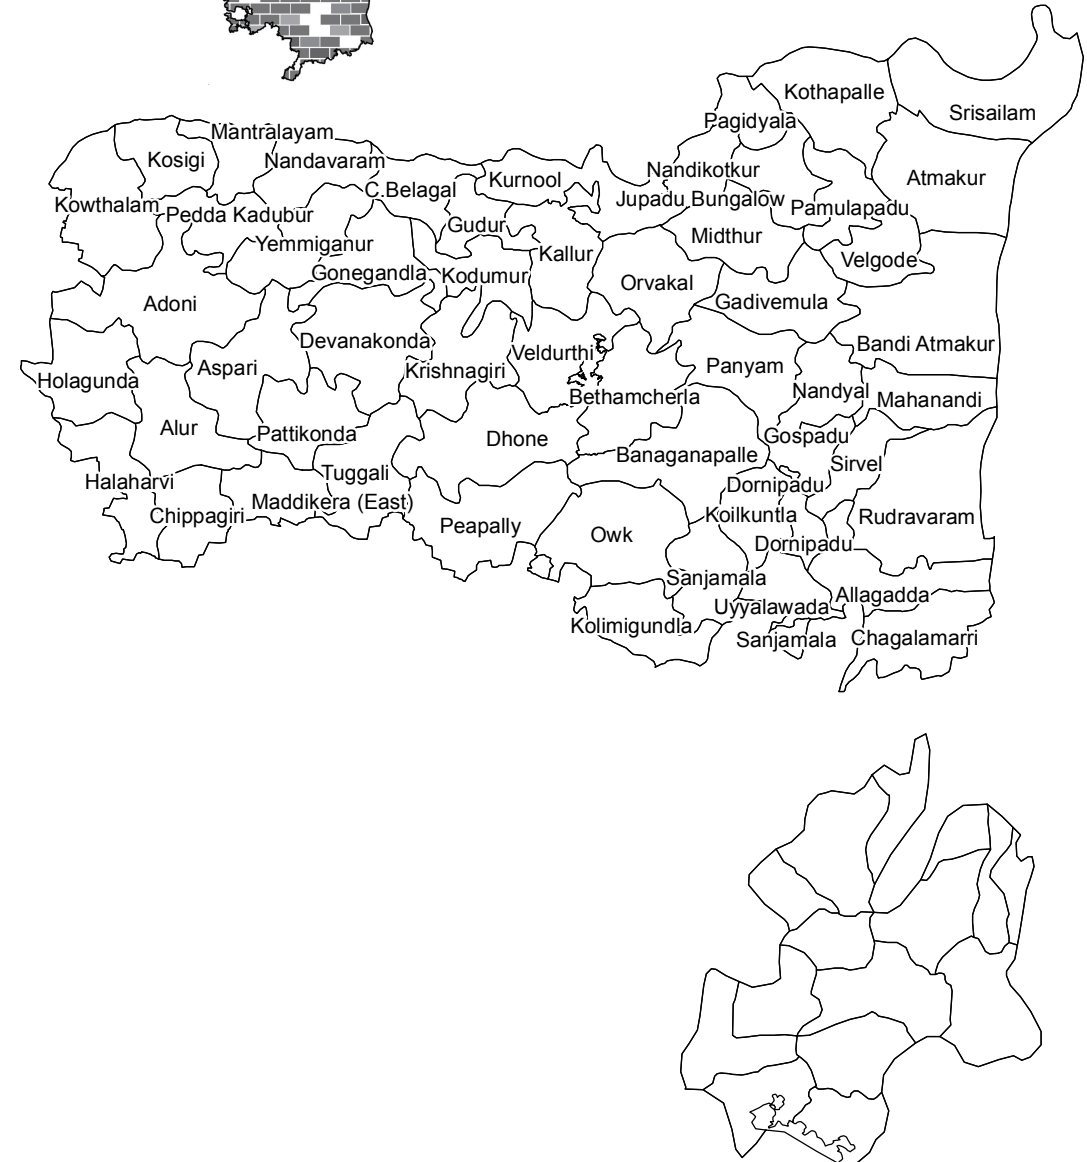 Kothapalle
Srisailam
Pagidyala
Mantralayam
Kosigi
Nandavaram
Nandikotkur
Atmakur
Kurnool
C.Belagal
Jupadu Bungalow
Kowthalam
Pamulapadu
Pedda Kadubur
Gudur
Midthur
Yemmiganur
Kallur
Velgode
Gonegandla
Kodumur
Orvakal
Adoni
Gadivemula
Devanakonda
Bandi Atmakur
Veldurthi
Aspari
Panyam
Krishnagiri
Holagunda
Nandyal
Bethamcherla
Mahanandi
Alur
Pattikonda
Dhone
Gospadu
Banaganapalle
Sirvel
Tuggali
Halaharvi
Dornipadu
Maddikera (East)
Chippagiri
Koilkuntla
Rudravaram
Peapally
Owk
Dornipadu
Sanjamala
Allagadda
Uyyalawada
Kolimigundla
Sanjamala
Chagalamarri